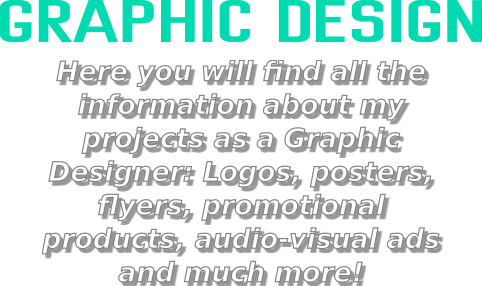 GRAPHIC DESIGN
Here you will find all the
information about my
projects as a Graphic
Designer: Logos, posters,
flyers, promotional
products, audio-visual ads
and much more!